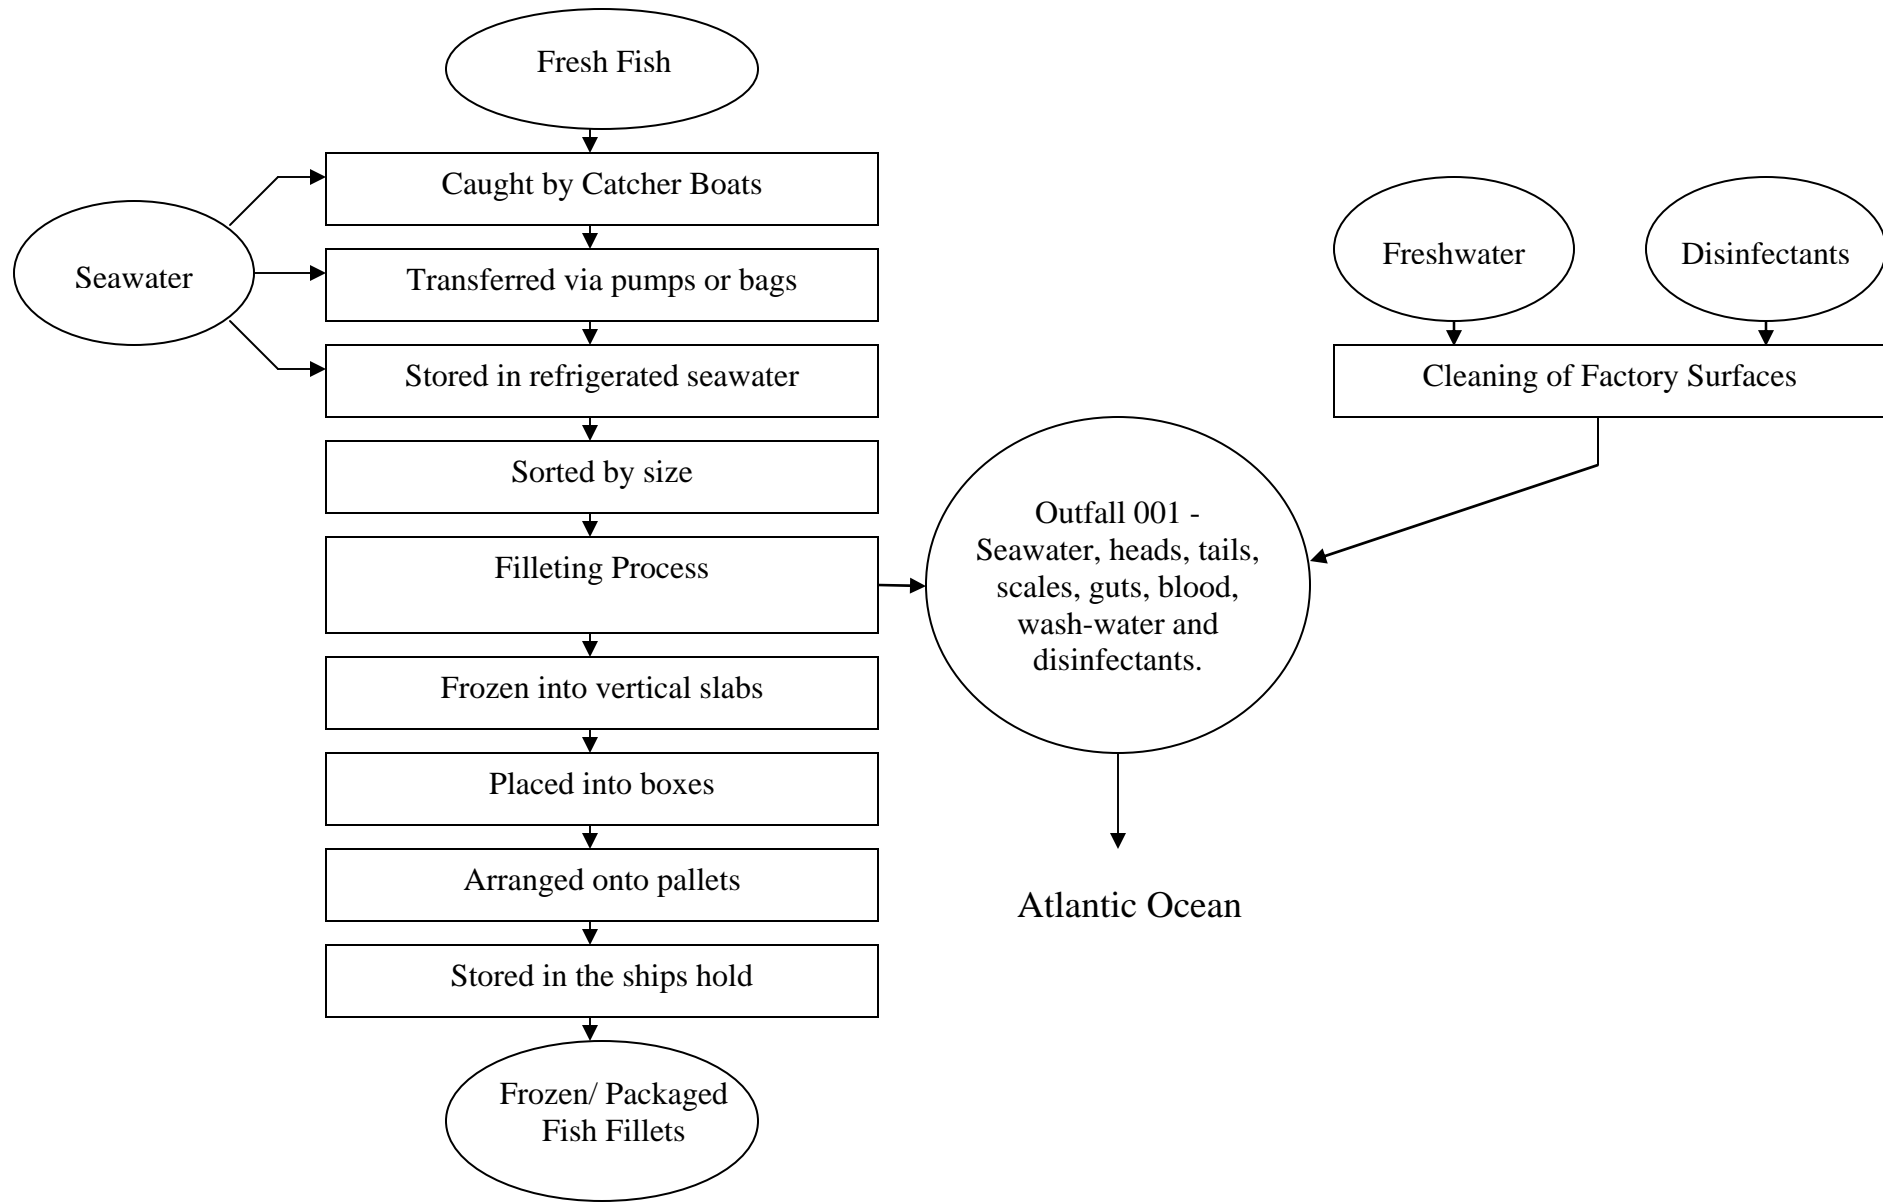 Fresh Fish
Caught by Catcher Boats
Seawater
Transferred via pumps or bags
Stored in refrigerated seawater
Sorted by size
Filleting Process
Frozen into vertical slabs
Placed into boxes
Arranged onto pallets
Stored in the ships hold
Frozen/ Packaged
Fish Fillets
Freshwater
Disinfectants
Cleaning of Factory Surfaces
Outfall 001 -
Seawater, heads, tails,
scales, guts, blood,
wash-water and
disinfectants.
Atlantic Ocean